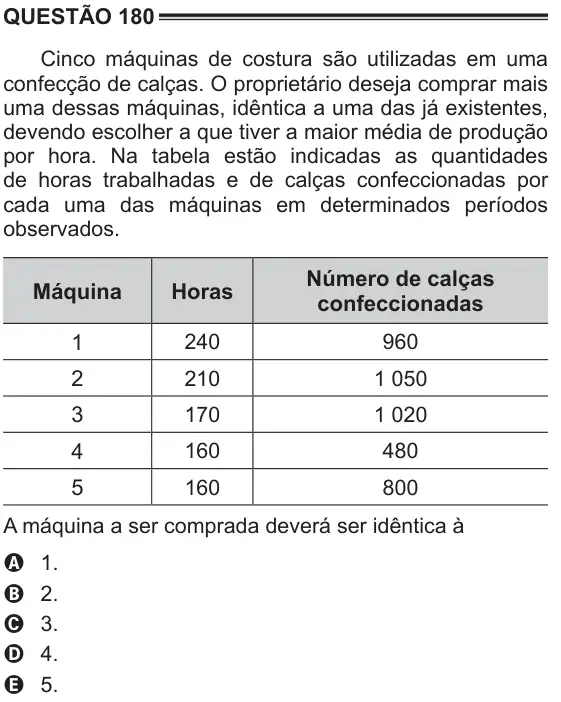 QUESTÃO 180
Cinco máquinas de costura são utilizadas em uma
confecção de calças. O proprietário deseja comprar mais
uma dessas máquinas, idêntica a uma das já existentes,
devendo escolher a que tiver a maior média de produção
por hora. Na tabela estão indicadas as quantidades
de horas trabalhadas e de calças confeccionadas por
cada uma das máquinas em determinados períodos
observados.
Máquina Horas Número de calças
confeccionadas
1 240 960
2 210 1 050
3 170 1 020
4 160 480
5 160 800
A máquina a ser comprada deverá ser idêntica à
A 1.
B 2.
C 3.
D 4.
E 5.